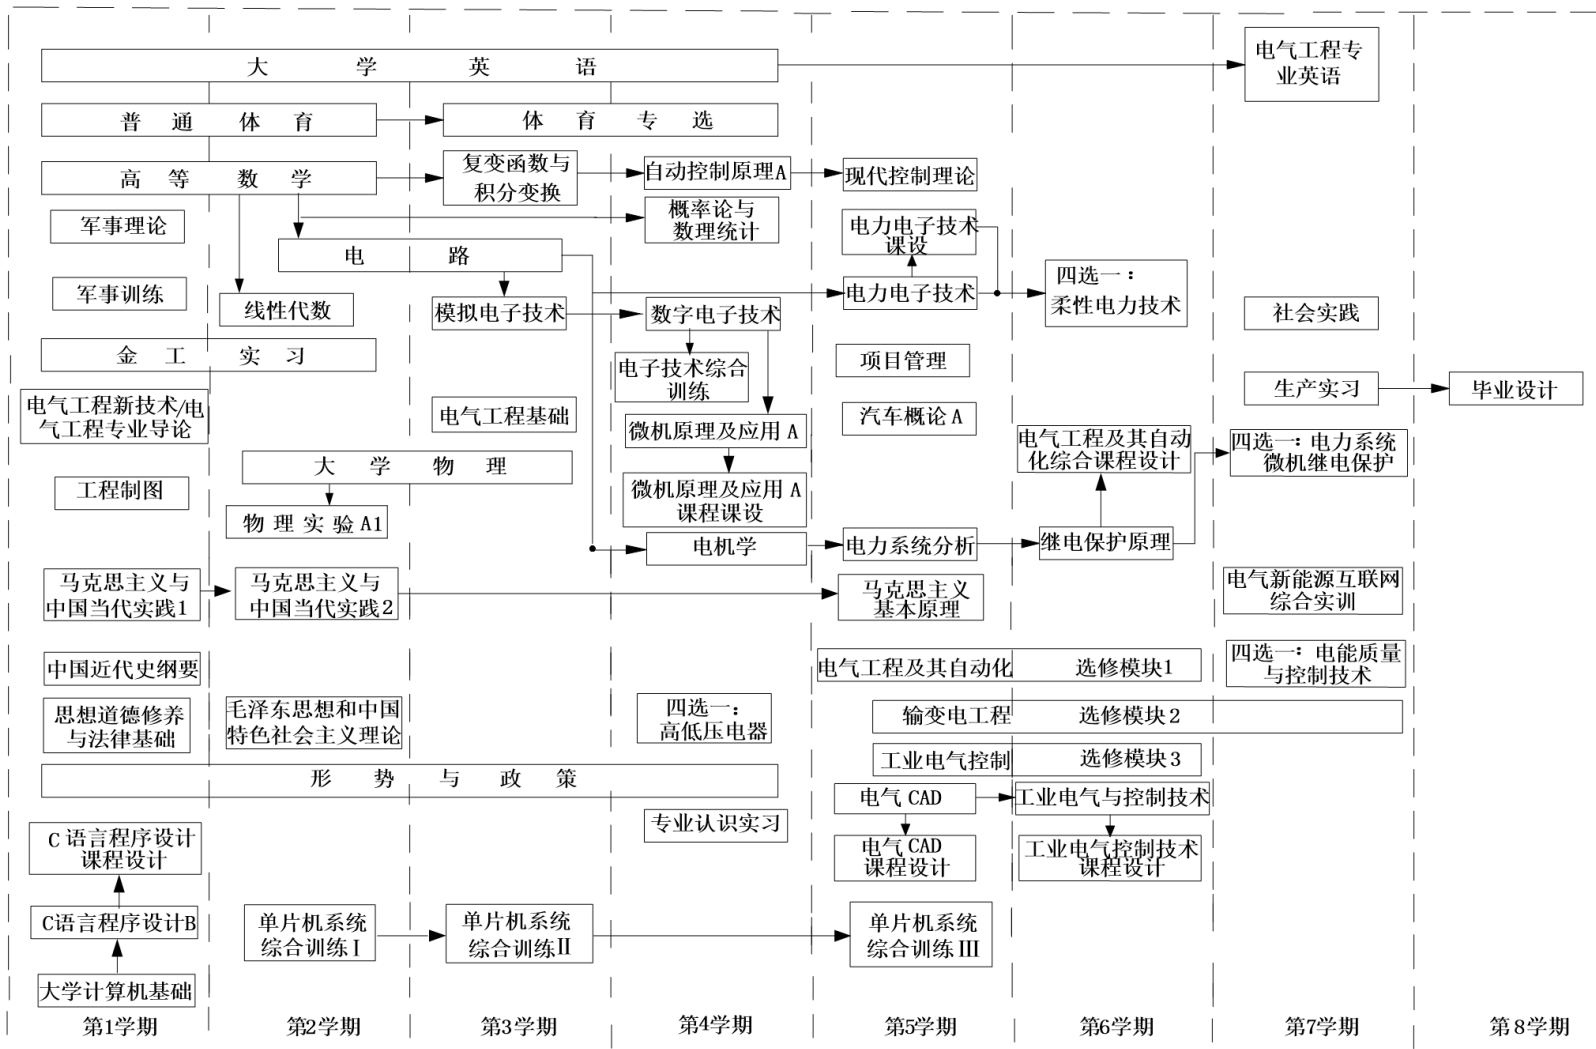 大学英语
电气工程专
业英语
普通体育
体育专选
高等数学
复变函数与
积分变换
自动控制原理A
现代控制理论
军事理论
概率论与
数理统计
电力电子技术
课设
电路
军事训练
线性代数
模拟电子技术
数字电子技术
电力电子技术
四选一：
柔性电力技术
社会实践
金工实习
电子技术综合
训练
项目管理
生产实习
毕业设计
电气工程新技术/电
气工程专业导论
电气工程基础
微机原理及应用 A
汽车概论 A
电气工程及其自动
化综合课程设计
四选一：电力系统
微机继电保护
大学物理
工程制图
微机原理及应用 A
课程课设
物理实验 A1
电机学
电力系统分析
继电保护原理
马克思主义与
中国当代实践1
马克思主义与
中国当代实践2
马克思主义
基本原理
电气新能源互联网
综合实训
中国近代史纲要
电气工程及其自动化 选修模块1
四选一：电能质量
与控制技术
思想道德修养
与法律基础
毛泽东思想和中国
特色社会主义理论
四选一：
高低压电器
输变电工程 选修模块2
工业电气控制 选修模块3
形势与政策
电气 CAD
工业电气与控制技术
专业认识实习
C 语言程序设计
课程设计
电气 CAD
课程设计
工业电气控制技术
课程设计
C语言程序设计B
单片机系统
综合训练Ⅰ
单片机系统
综合训练Ⅱ
单片机系统
综合训练Ⅲ
大学计算机基础
第1学期
第2学期
第3学期
第4学期
第5学期
第6学期
第7学期
第8学期